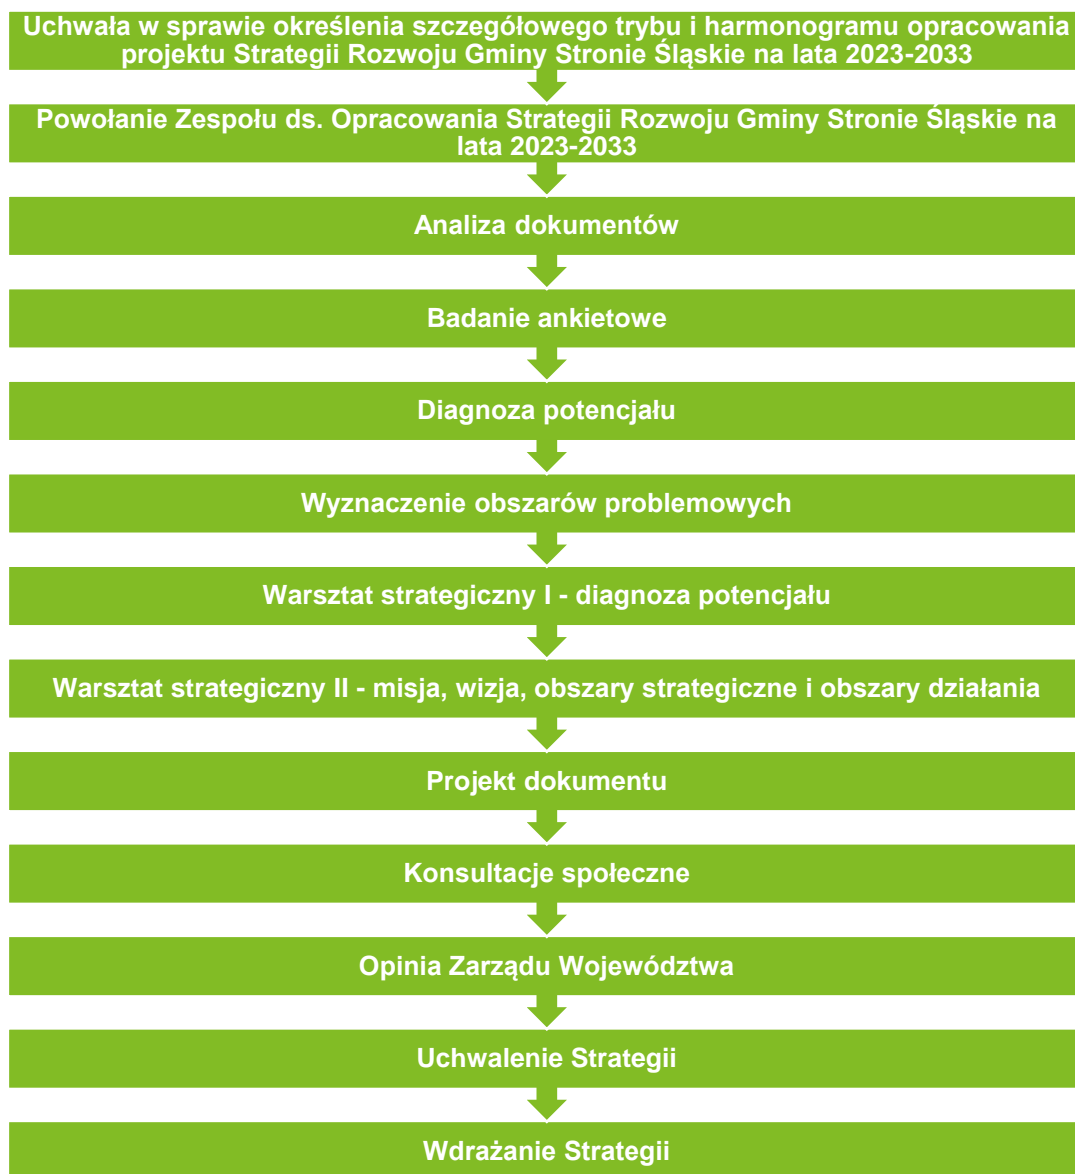 Uchwała w sprawie określenia szczegółowego trybu i harmonogramu opracowania
projektu Strategii Rozwoju Gminy Stronie Śląskie na lata 2023-2033
Powołanie Zespołu ds. Opracowania Strategii Rozwoju Gminy Stronie Śląskie na
lata 2023-2033
Analiza dokumentów
Badanie ankietowe
Diagnoza potencjału
Wyznaczenie obszarów problemowych
Warsztat strategiczny I - diagnoza potencjału
Warsztat strategiczny II - misja, wizja, obszary strategiczne i obszary działania
Projekt dokumentu
Konsultacje społeczne
Opinia Zarządu Województwa
Uchwalenie Strategii
Wdrażanie Strategii